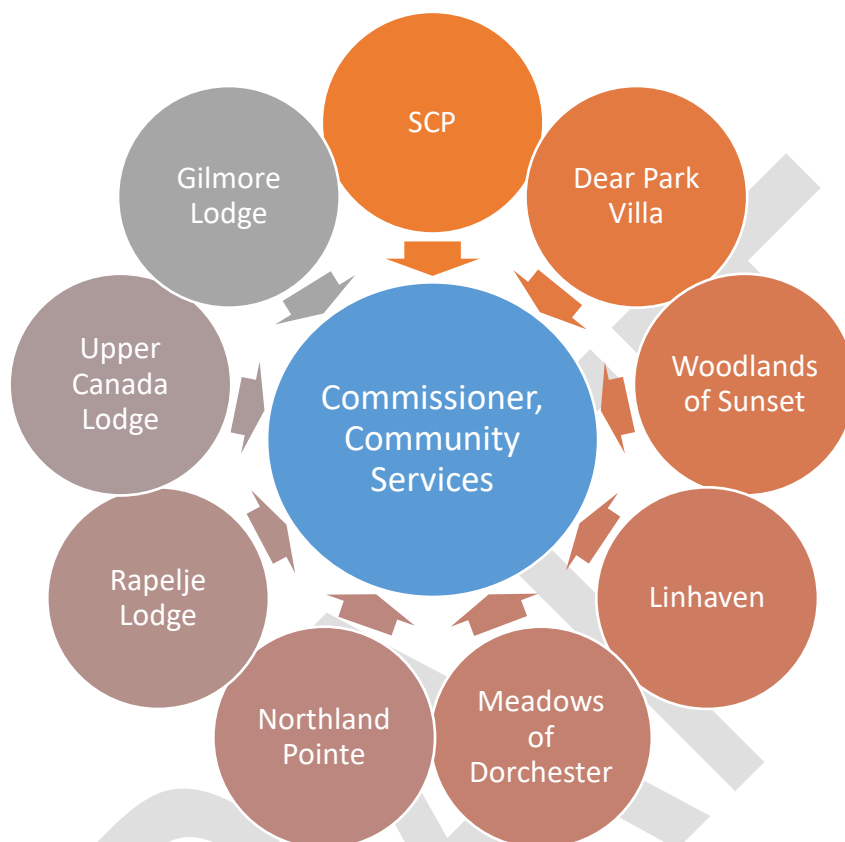 SCP
Dear Park
Villa
Woodlands
of Sunset
Linhaven
Meadows
of
Dorchester
Northland
Pointe
Rapelje
Lodge
Upper
Canada
Lodge
Gilmore
Lodge
Commissioner,
Community
Services